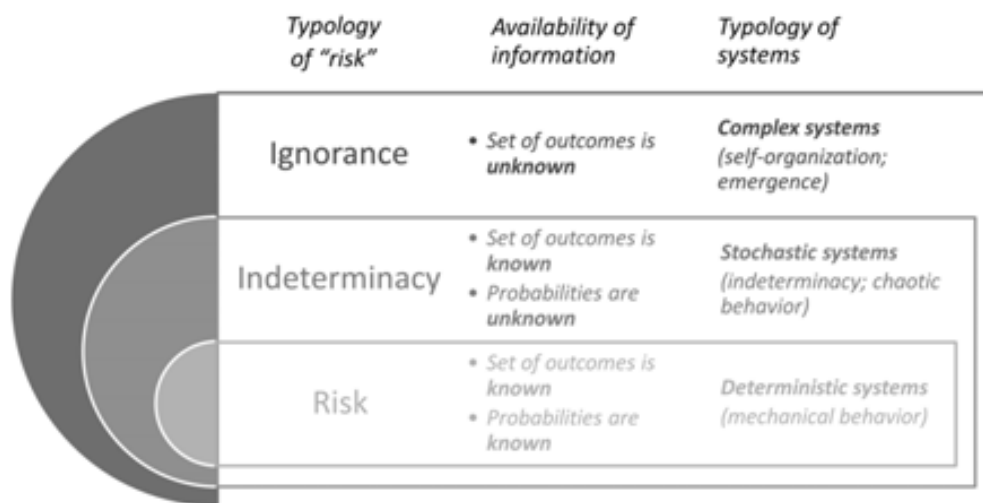 Typology
of "risk"
Availability of
information
Typology of
systems
Ignorance
• Set of outcomes is
unknown
Complex systems
(self-organization;
emergence)
Indeterminacy
• Set of outcomes is
known
• Probabilities are
unknown
Stochastic systems
(indeterminacy; chaotic
behavior)
Risk
• Set of outcomes is
known
• Probabilities are
known
Deterministic systems
(mechanical behavior)